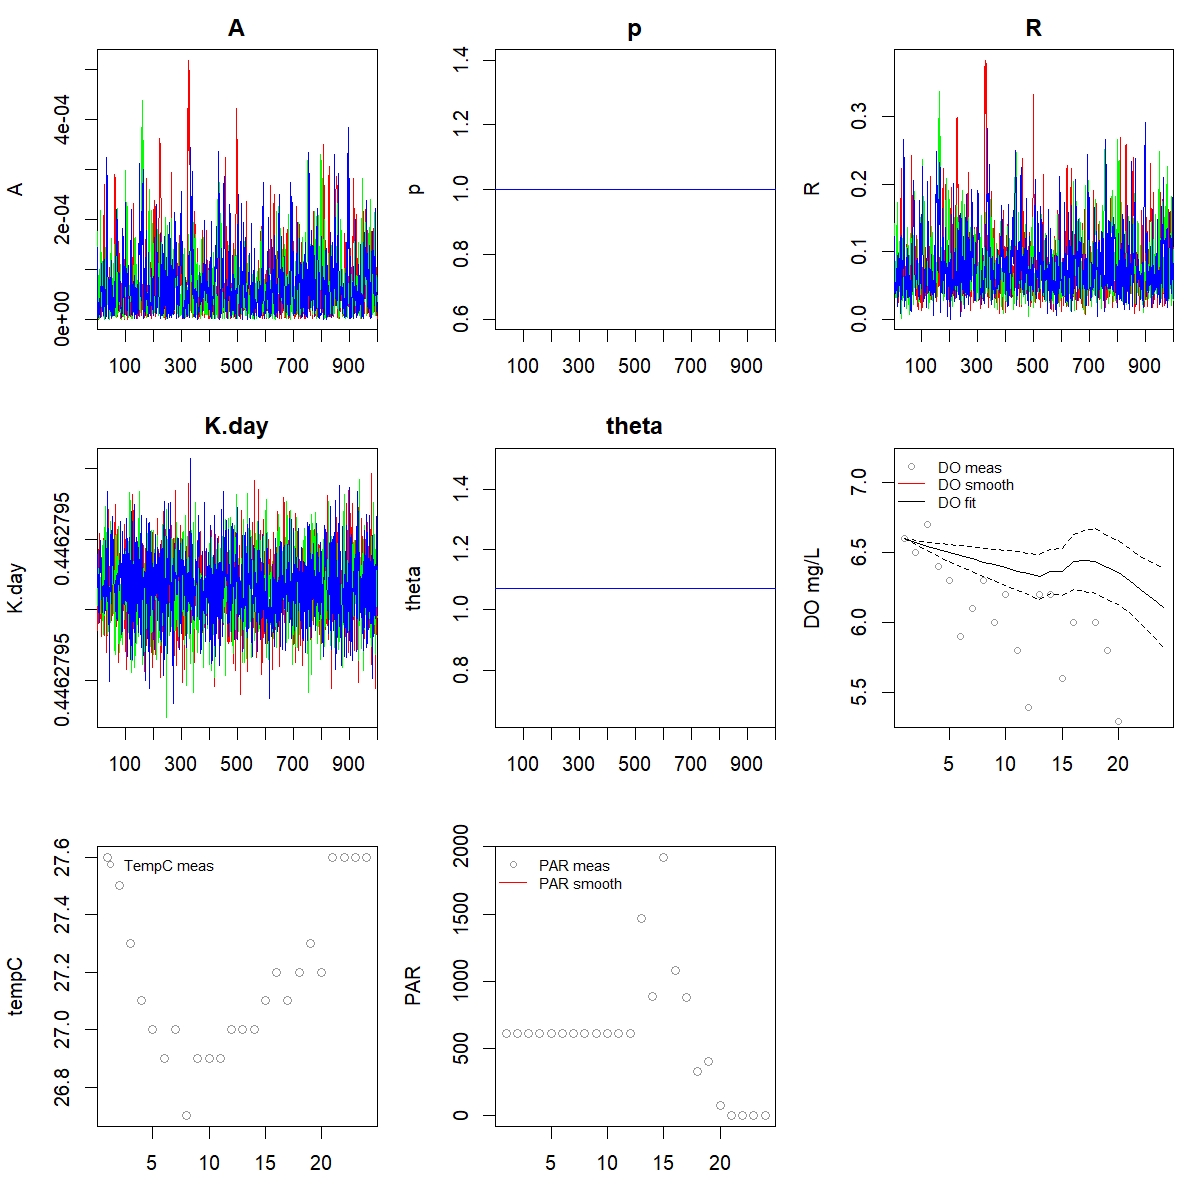 A
p
R
A
0e+00
2e-04
4e-04
100 300 500 700 900
p
0.6
0.8
1.0
1.2
1.4
100 300 500 700 900
R
0.0
0.1
0.2
0.3
100 300 500 700 900
K.day
theta
K.day
0.4462795
0.4462795
100 300 500 700 900
theta
0.8
1.0
1.2
1.4
100 300 500 700 900
DO mg/L
5.5
6.0
6.5
7.0
DO meas
DO smooth
DO fit
5 10 15 20
tempC
26.8
27.0
27.2
27.4
27.6
TempC meas
5 10 15 20
PAR
0
500
1000
1500
2000
PAR meas
PAR smooth
5 10 15 20